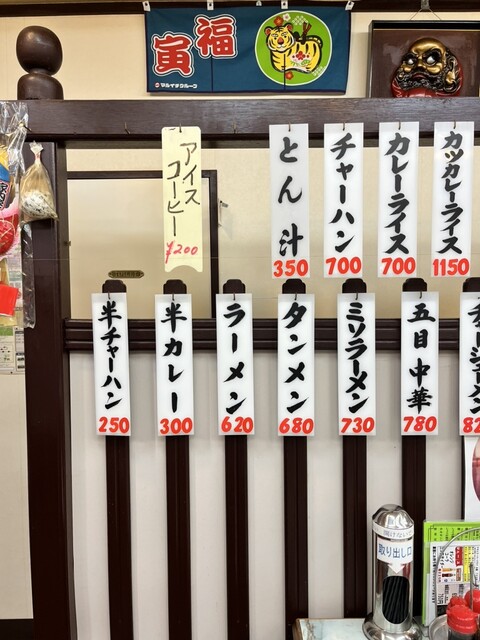 福寅
アイスコーヒー
¥200
とん汁
350
チャーハン
700
カレーライス
700
カツカレーライス
1150
半チャーハン
250
半カレー
300
ラーメン
620
タンメン
680
ミソラーメン
730
五目中華
780
取り出し口